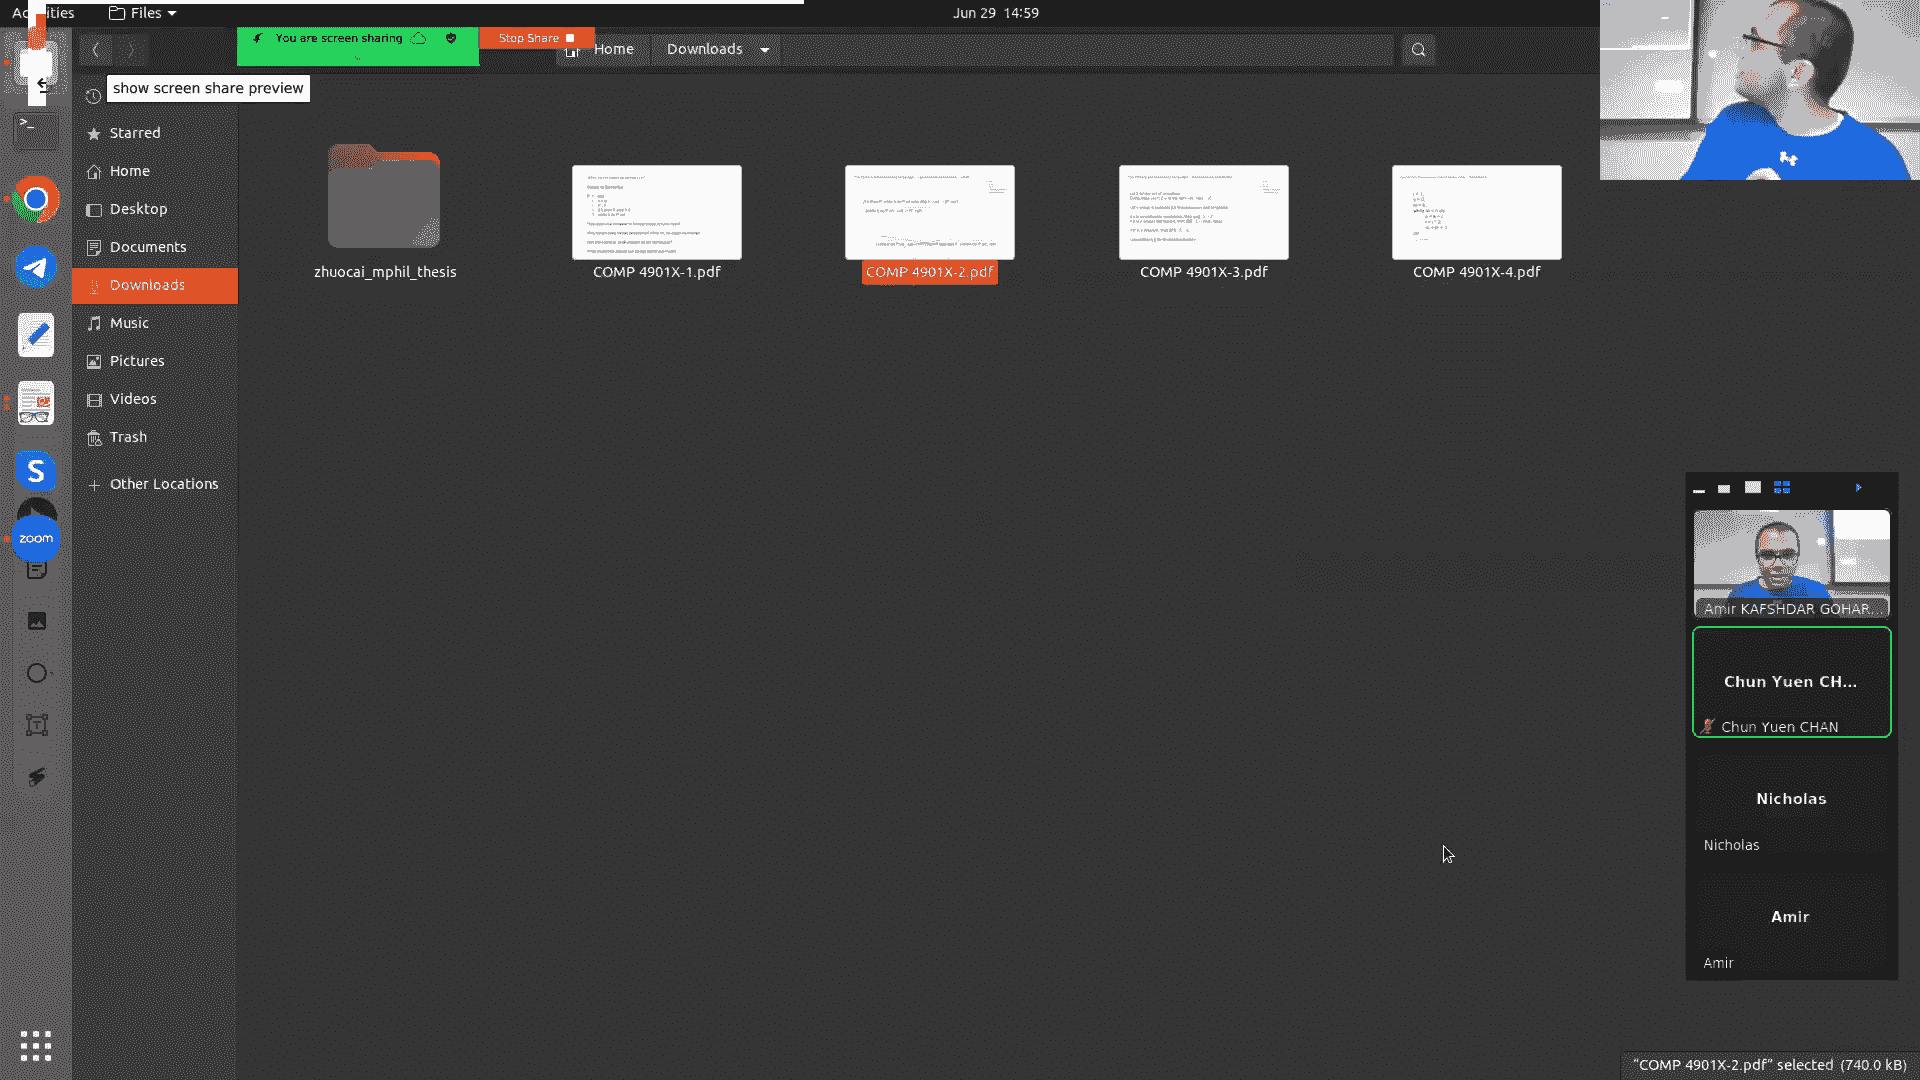 Activities
Files
Jun 29 14:59
You are screen sharing
Stop Share
Home
Downloads
show screen share preview
Starred
Home
Desktop
Documents
Downloads
Music
Pictures
Videos
Trash
Other Locations
zhuocai_mphil_thesis
COMP 4901X-1.pdf
COMP 4901X-2.pdf
COMP 4901X-3.pdf
COMP 4901X-4.pdf
>_
S
zoom
Amir KAFSHDAR GOHAR...
Chun Yuen CH...
Chun Yuen CHAN
Nicholas
Nicholas
Amir
Amir
"COMP 4901X-2.pdf" selected (740.0 kB)